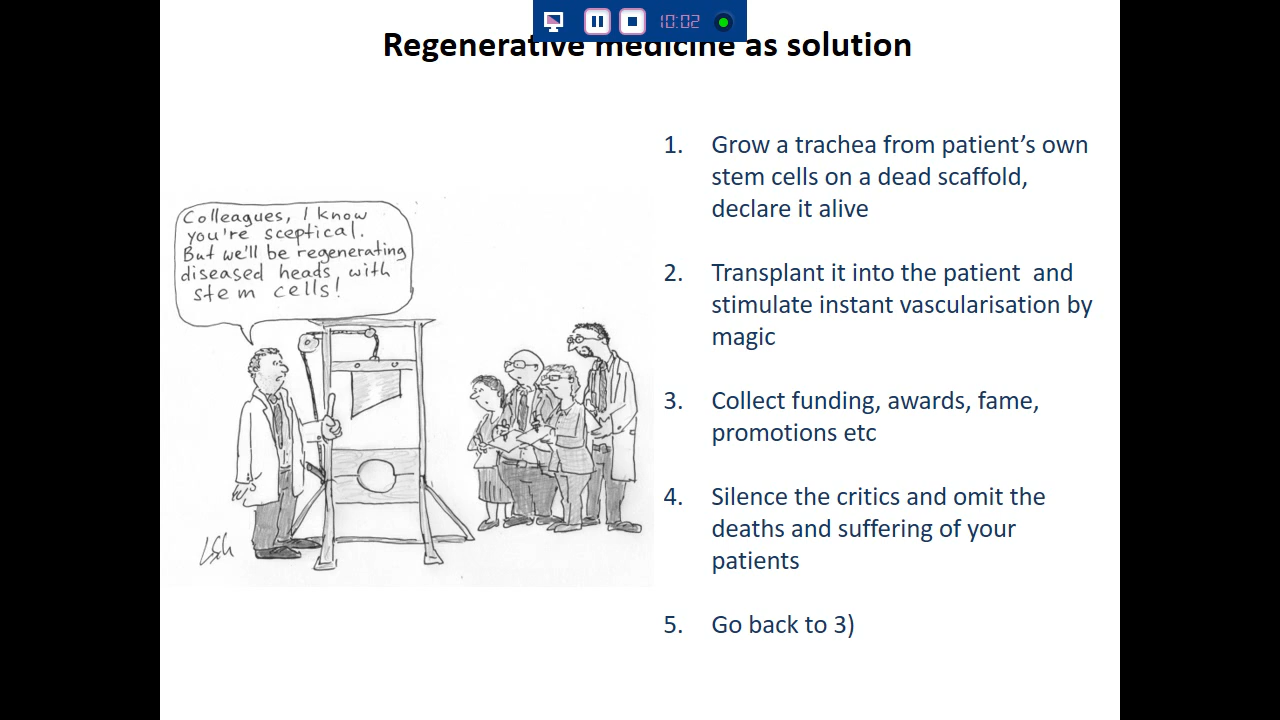 10:02
Regenerative medicine as solution
Colleagues, I know
you're sceptical.
But we'll be regenerating
diseased heads with
stem cells!
1. Grow a trachea from patient’s own
stem cells on a dead scaffold,
declare it alive
2. Transplant it into the patient and
stimulate instant vascularisation by
magic
3. Collect funding, awards, fame,
promotions etc
4. Silence the critics and omit the
deaths and suffering of your
patients
5. Go back to 3)